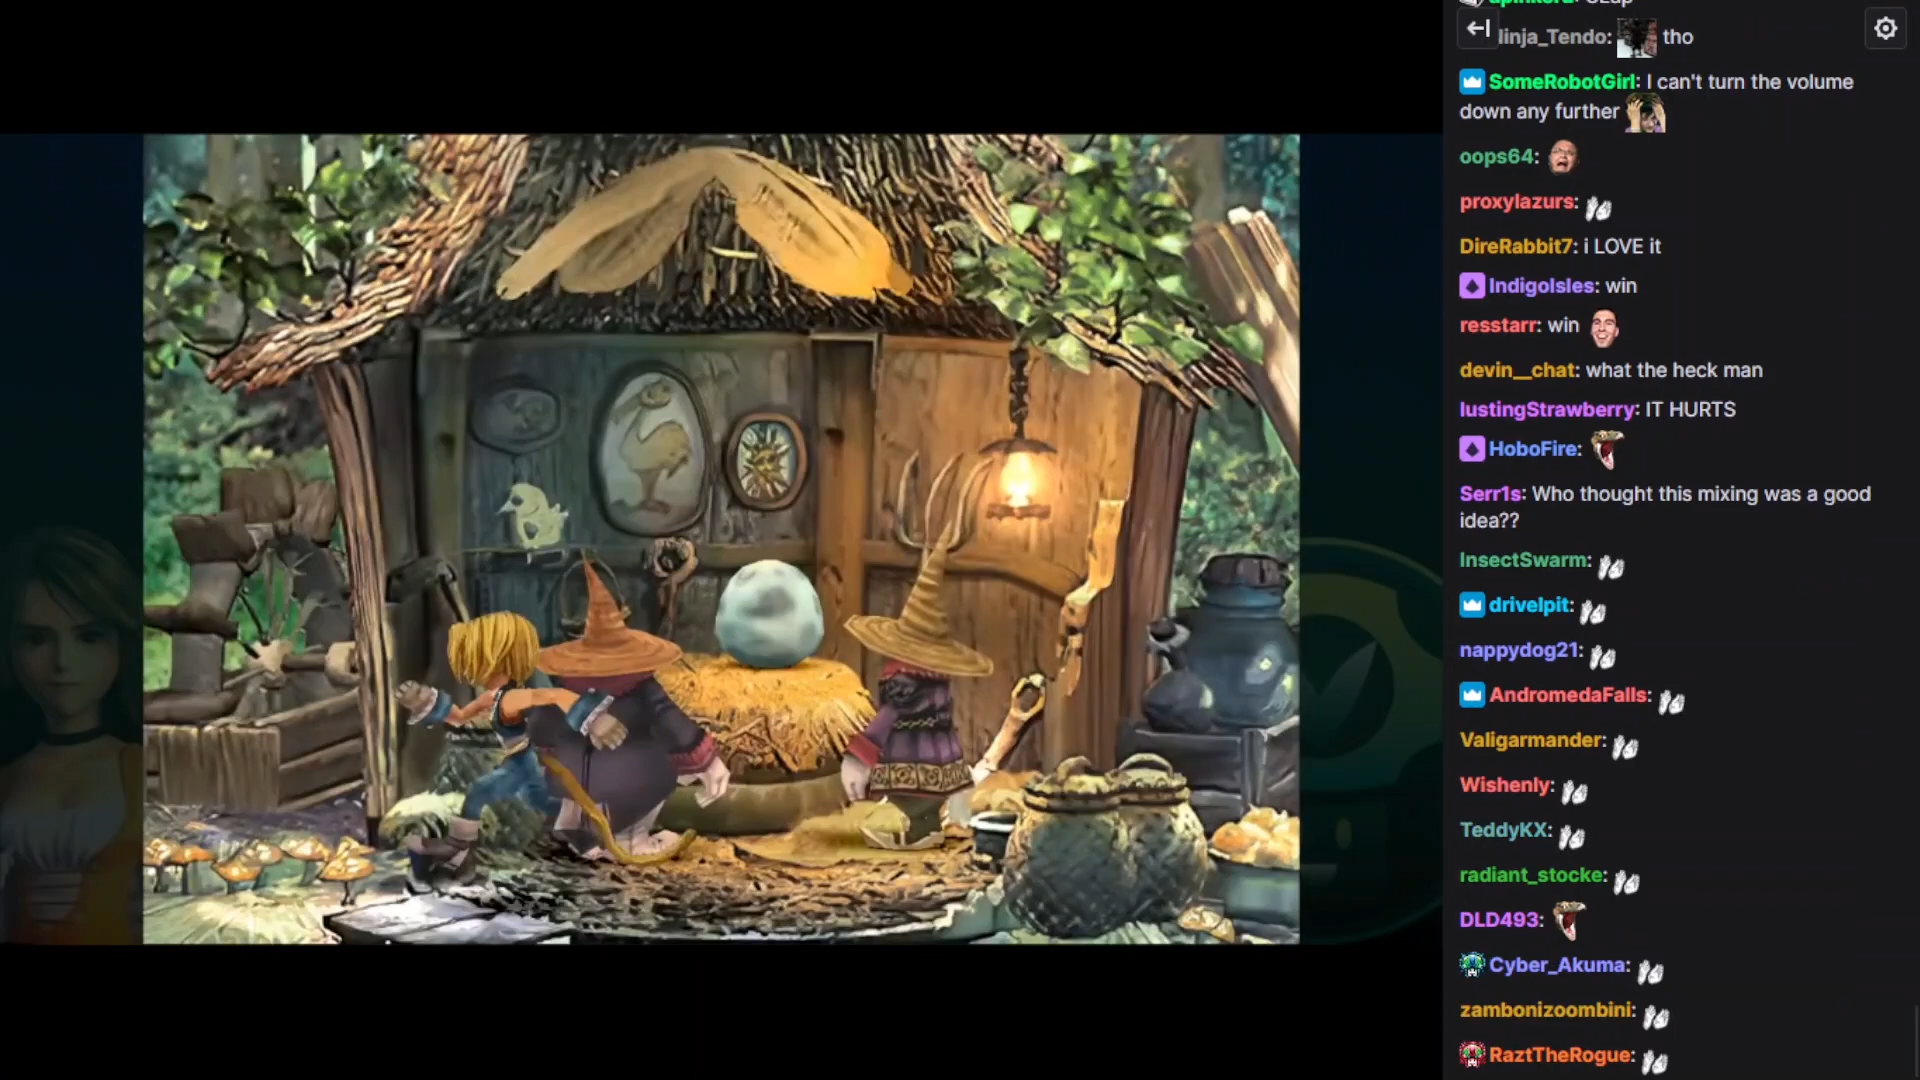 tho
SomeRobotGirl: I can't turn the volume
down any further
oops64:
proxylazurs:
DireRabbit7: i LOVE it
IndigoIsles: win
resstarr: win
devin__chat: what the heck man
lustingStrawberry: IT HURTS
HoboFire:
Serr1s: Who thought this mixing was a good
idea??
InsectSwarm:
drivelpit:
nappydog21:
AndromedaFalls:
Valigarmander:
Wishenly:
TeddyKX:
radiant_stocke:
DLD493:
Cyber_Akuma:
zambonizoombini:
RaztTheRogue: